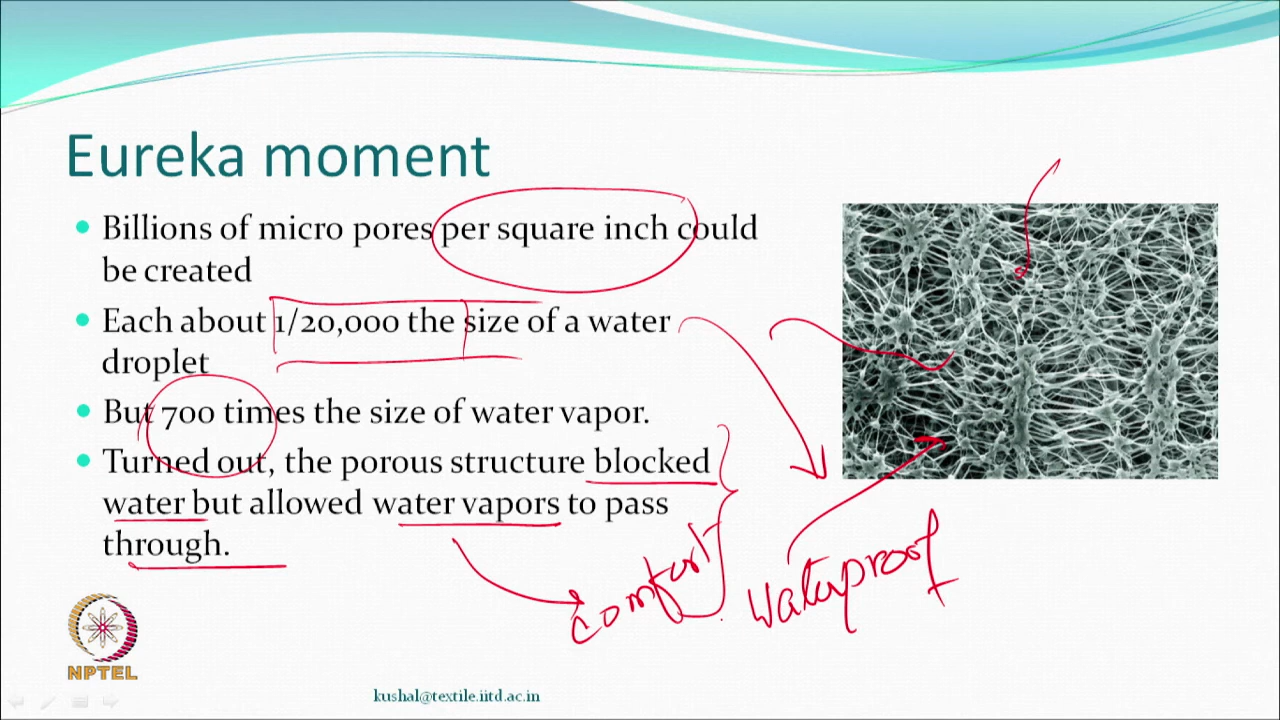 Eureka moment
Billions of micro pores per square inch could
be created
Each about 1/20,000 the size of a water
droplet
But 700 times the size of water vapor.
Turned out, the porous structure blocked
water but allowed water vapors to pass
through.
comfort
Waterproof
NPTEL
kushal@textile.iitd.ac.in